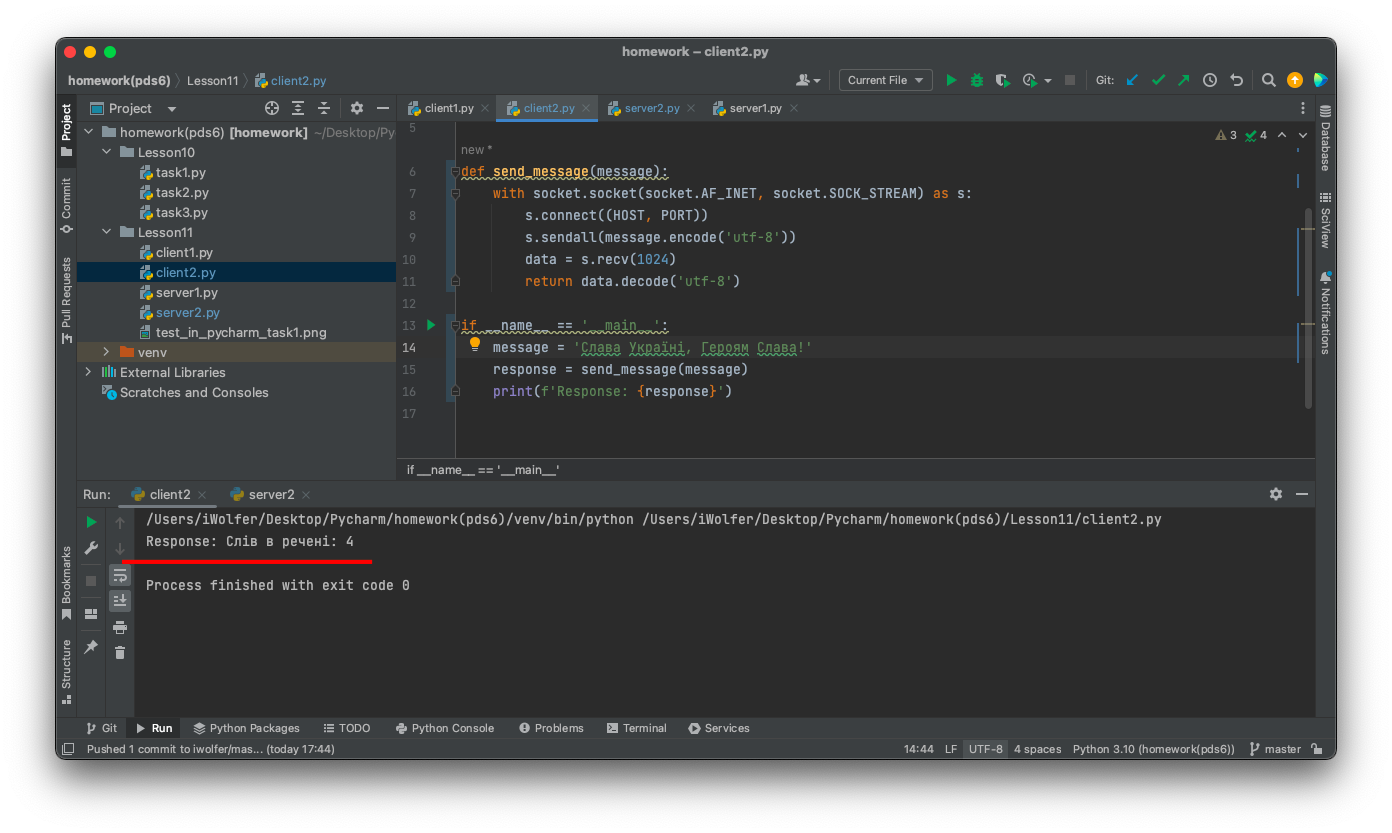 homework – client2.py
homework(pds6) Lesson11 client2.py Current File Git:
Project client1.py client2.py server2.py server1.py
homework(pds6) [homework] ~/Desktop/Py
Lesson10
task1.py
task2.py
task3.py
Lesson11
client1.py
client2.py
server1.py
server2.py
test_in_pycharm_task1.png
venv
External Libraries
Scratches and Consoles
Project
Commit
Pull Requests
Bookmarks
Structure
3 4
5
new *
6 def send_message(message):
7 with socket.socket(socket.AF_INET, socket.SOCK_STREAM) as s:
8 s.connect((HOST, PORT))
9 s.sendall(message.encode('utf-8'))
10 data = s.recv(1024)
11 return data.decode('utf-8')
12
13 if __name__ == '__main__':
14 message = 'Слава Україні, Героям Слава!'
15 response = send_message(message)
16 print(f'Response: {response}')
17
if __name__ == '__main__'
Database
SciView
Notifications
Run: client2 server2
/Users/iWolfer/Desktop/Pycharm/homework(pds6)/venv/bin/python /Users/iWolfer/Desktop/Pycharm/homework(pds6)/Lesson11/client2.py
Response: Слів в речені: 4
Process finished with exit code 0
Git Run Python Packages TODO Python Console Problems Terminal Services
Pushed 1 commit to iwolfer/mas... (today 17:44) 14:44 LF UTF-8 4 spaces Python 3.10 (homework(pds6)) master